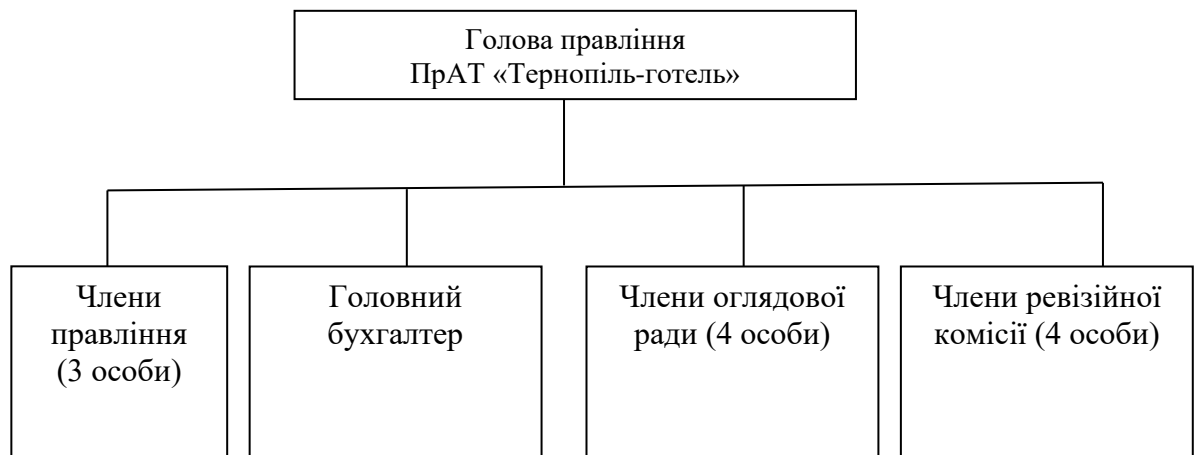 Голова правління
ПрАТ «Тернопіль-готель»
Члени
правління
(3 особи)
Головний
бухгалтер
Члени оглядової
ради (4 особи)
Члени ревізійної
комісії (4 особи)